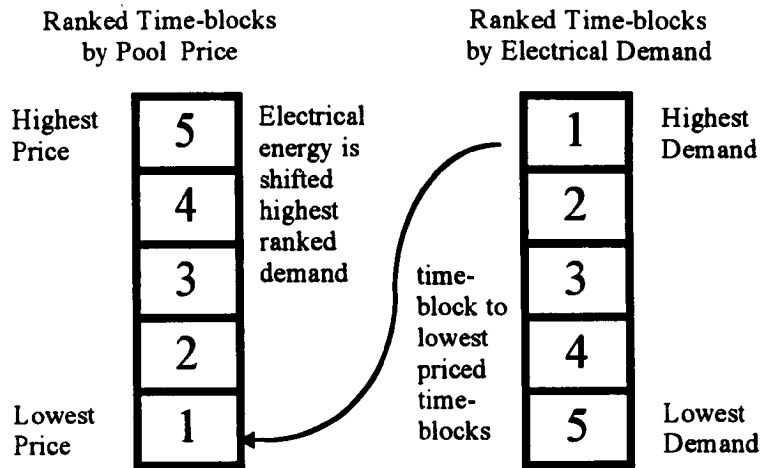 Ranked Time-blocks
by Pool Price
Ranked Time-blocks
by Electrical Demand
Highest
Price
5
4
3
2
1
Lowest
Price
Electrical
energy is
shifted
highest
ranked
demand
time-
block to
lowest
priced
time-
blocks
1
2
3
4
5
Highest
Demand
Lowest
Demand